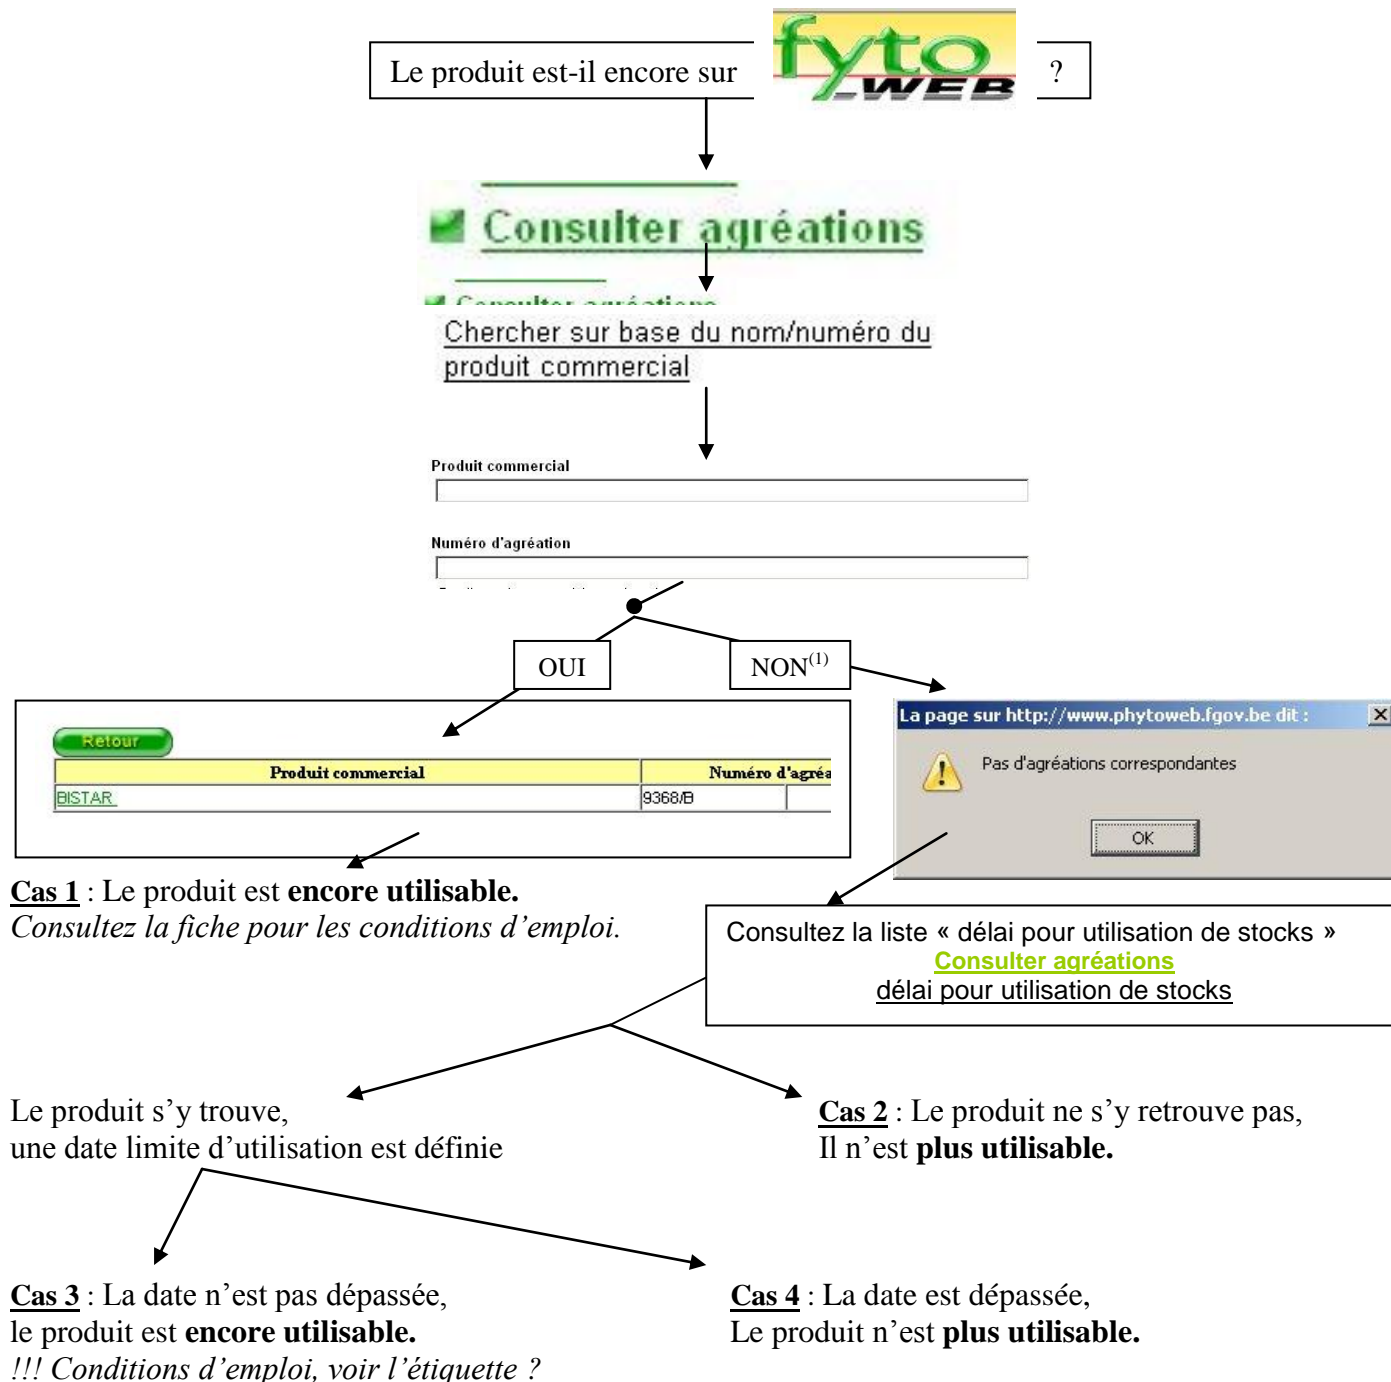 Le produit est-il encore sur fyto WEB ?
Consulter agréations
Consulter agréations
Chercher sur base du nom/numéro du
produit commercial
Produit commercial
Numéro d'agréation
OUI
NON(1)
Retour
Produit commercial Numéro d'agréa
BISTAR 9368/B
La page sur http://www.phytoweb.fgov.be dit :
Pas d'agréations correspondantes
OK
Cas 1 : Le produit est encore utilisable.
Consultez la fiche pour les conditions d’emploi.
Consultez la liste « délai pour utilisation de stocks »
Consulter agréations
délai pour utilisation de stocks
Le produit s’y trouve,
une date limite d’utilisation est définie
Cas 2 : Le produit ne s’y retrouve pas,
Il n’est plus utilisable.
Cas 3 : La date n’est pas dépassée,
le produit est encore utilisable.
!!! Conditions d’emploi, voir l’étiquette ?
Cas 4 : La date est dépassée,
Le produit n’est plus utilisable.